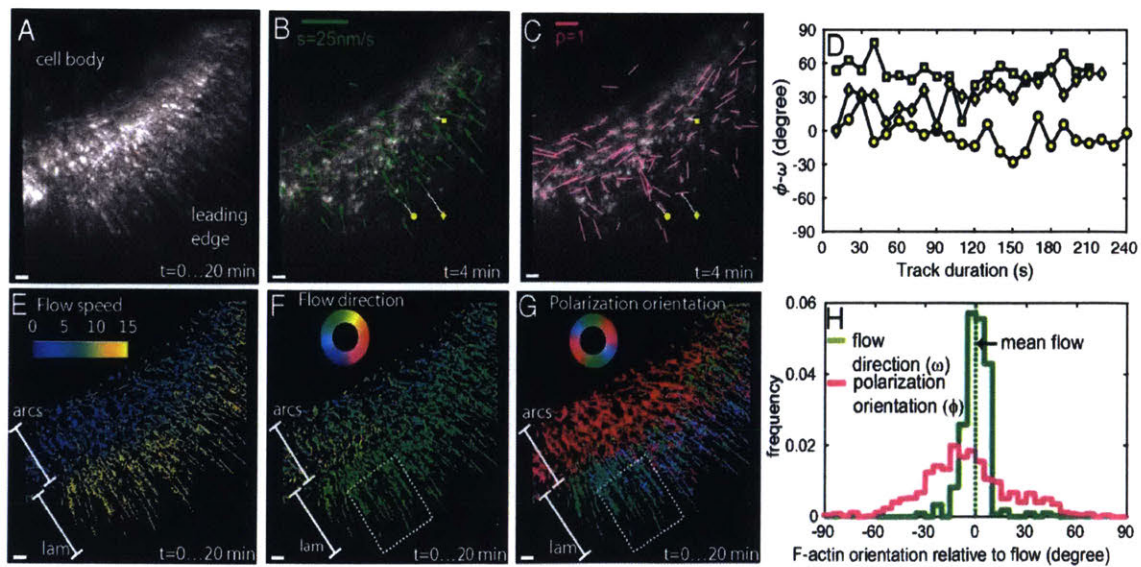 A
cell body
leading
edge
t=0...20 min
B
s=25nm/s
t=4 min
C
p=1
t=4 min
D
90
60
30
0
-30
-60
90
ϕ-ω (degree)
0 30 60 90 120 150 180 210 240
Track duration (s)
E
Flow speed
0 5 10 15
arcs
lam
t=0...20 min
F
Flow direction
arcs
lam
t=0...20 min
G
Polarization orientation
t=0...20 min
H
0.06
0.04
0.02
0
frequency
flow
direction (ω)
polarization
orientation (ϕ)
mean flow
-90 -60 -30 0 30 60 90
F-actin orientation relative to flow (degree)